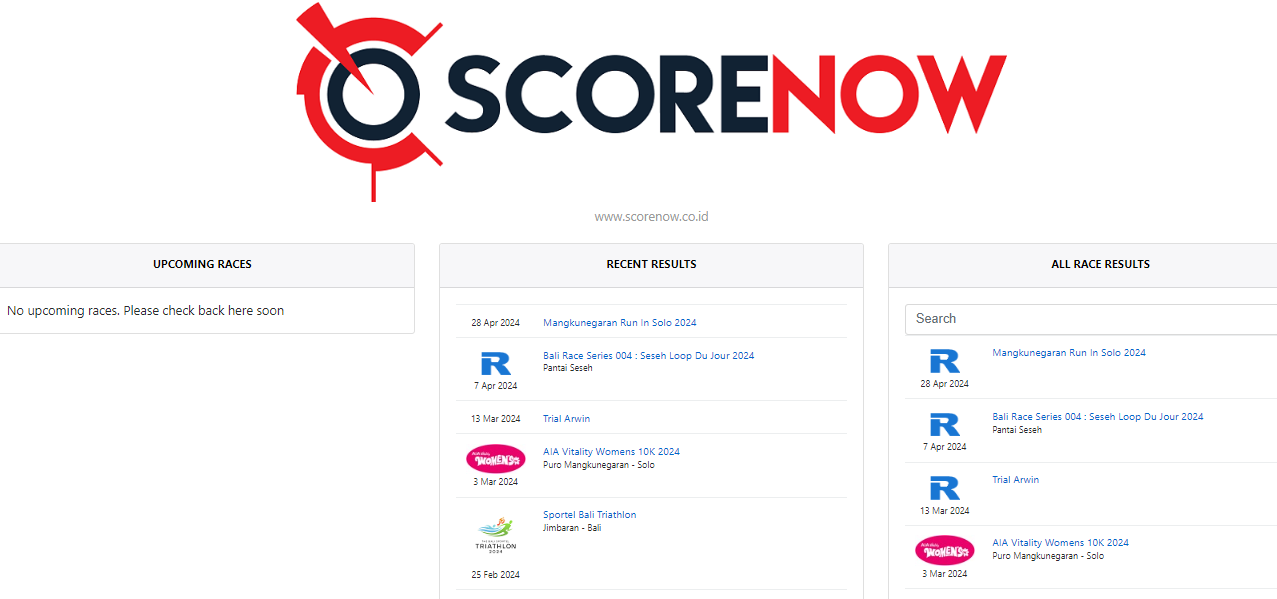 SCORENOW
www.scorenow.co.id
UPCOMING RACES
No upcoming races. Please check back here soon
RECENT RESULTS
28 Apr 2024 Mangkunegaran Run In Solo 2024
R
Bali Race Series 004 : Seseh Loop Du Jour 2024
Pantai Seseh
7 Apr 2024
13 Mar 2024 Trial Arwin
WOMEN'S
AIA Vitality Womens 10K 2024
Puro Mangkunegaran - Solo
3 Mar 2024
Sportel Bali Triathlon
Jimbaran - Bali
TRIATHLON
2024
25 Feb 2024
ALL RACE RESULTS
Search
R
Mangkunegaran Run In Solo 2024
28 Apr 2024
R
Bali Race Series 004 : Seseh Loop Du Jour 2024
Pantai Seseh
7 Apr 2024
R
Trial Arwin
13 Mar 2024
WOMEN'S
AIA Vitality Womens 10K 2024
Puro Mangkunegaran - Solo
3 Mar 2024